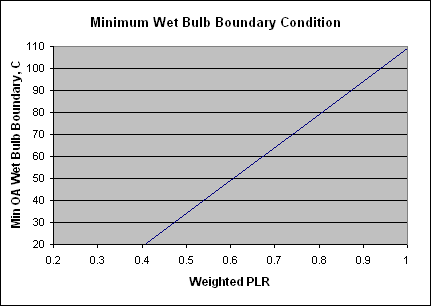 Minimum Wet Bulb Boundary Condition
Min OA Wet Bulb Boundary, C
110
100
90
80
70
60
50
40
30
20
0.2 0.3 0.4 0.5 0.6 0.7 0.8 0.9 1
Weighted PLR